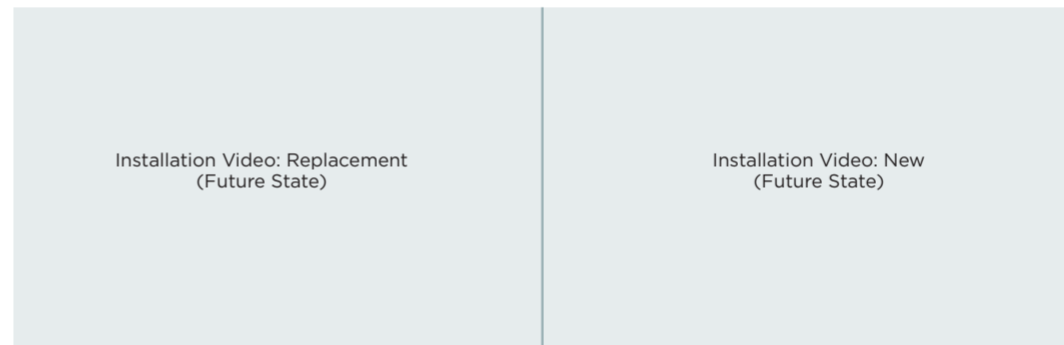 Installation Video: Replacement
(Future State)
Installation Video: New
(Future State)